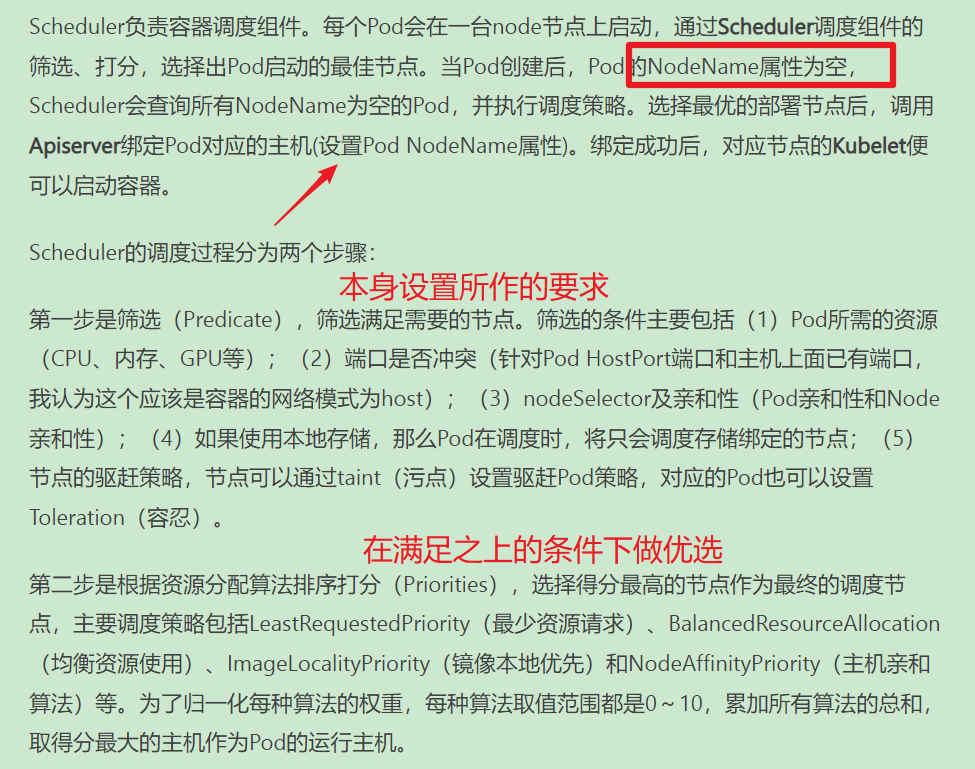 Scheduler负责容器调度组件。每个Pod会在一台node节点上启动，通过Scheduler调度组件的
筛选、打分，选择出Pod启动的最佳节点。当Pod创建后，Pod的NodeName属性为空，
Scheduler会查询所有NodeName为空的Pod，并执行调度策略。选择最优的部署节点后，调用
Apiserver绑定Pod对应的主机(设置Pod NodeName属性)。绑定成功后，对应节点的Kubelet便
可以启动容器。
Scheduler的调度过程分为两个步骤：
本身设置所作的要求
第一步是筛选（Predicate），筛选满足需要的节点。筛选的条件主要包括（1）Pod所需的资源
（CPU、内存、GPU等）；（2）端口是否冲突（针对Pod HostPort端口和主机上面已有端口，
我认为这个应该是容器的网络模式为host）；（3）nodeSelector及亲和性（Pod亲和性和Node
亲和性）；（4）如果使用本地存储，那么Pod在调度时，将只会调度存储绑定的节点；（5）
节点的驱赶策略，节点可以通过taint（污点）设置驱赶Pod策略，对应的Pod也可以设置
Toleration（容忍）。
在满足之上的条件下做优选
第二步是根据资源分配算法排序打分（Priorities），选择得分最高的节点作为最终的调度节
点，主要调度策略包括LeastRequestedPriority（最少资源请求）、BalancedResourceAllocation
（均衡资源使用）、ImageLocalityPriority（镜像本地优先）和NodeAffinityPriority（主机亲和
算法）等。为了归一化每种算法的权重，每种算法取值范围都是0～10，累加所有算法的总和，
取得分最大的主机作为Pod的运行主机。